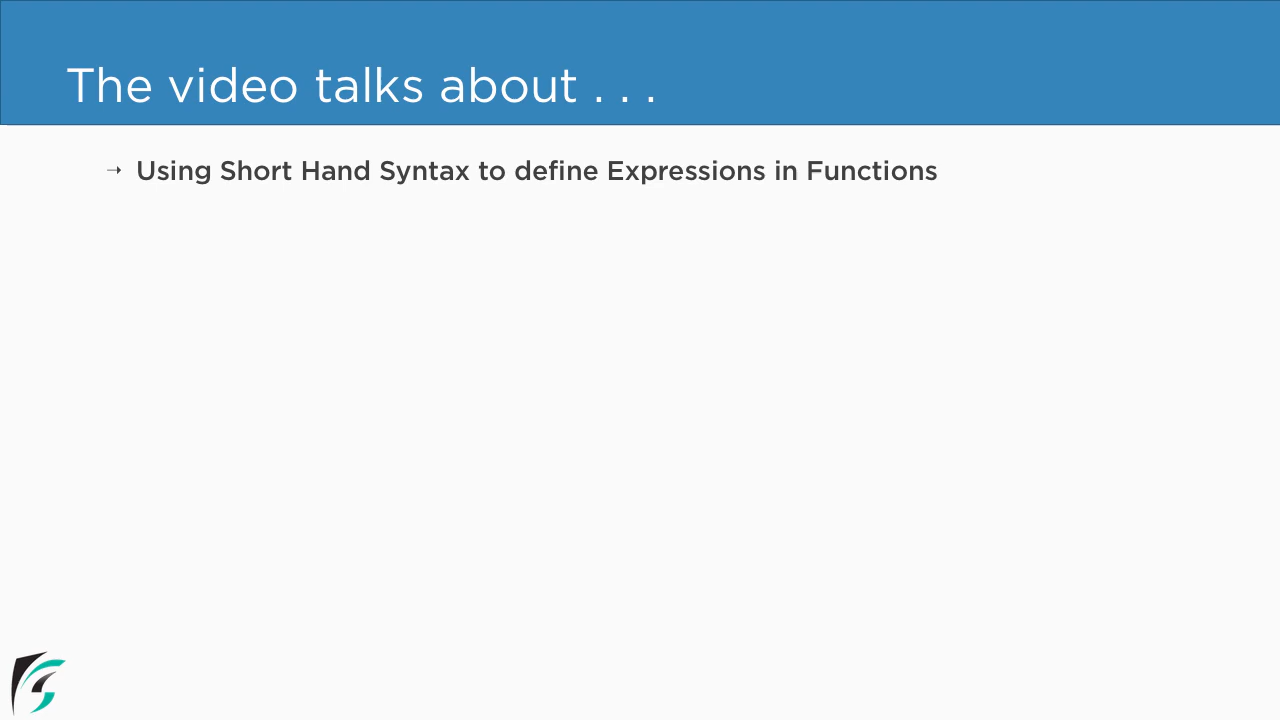 The video talks about . . .
➝ Using Short Hand Syntax to define Expressions in Functions